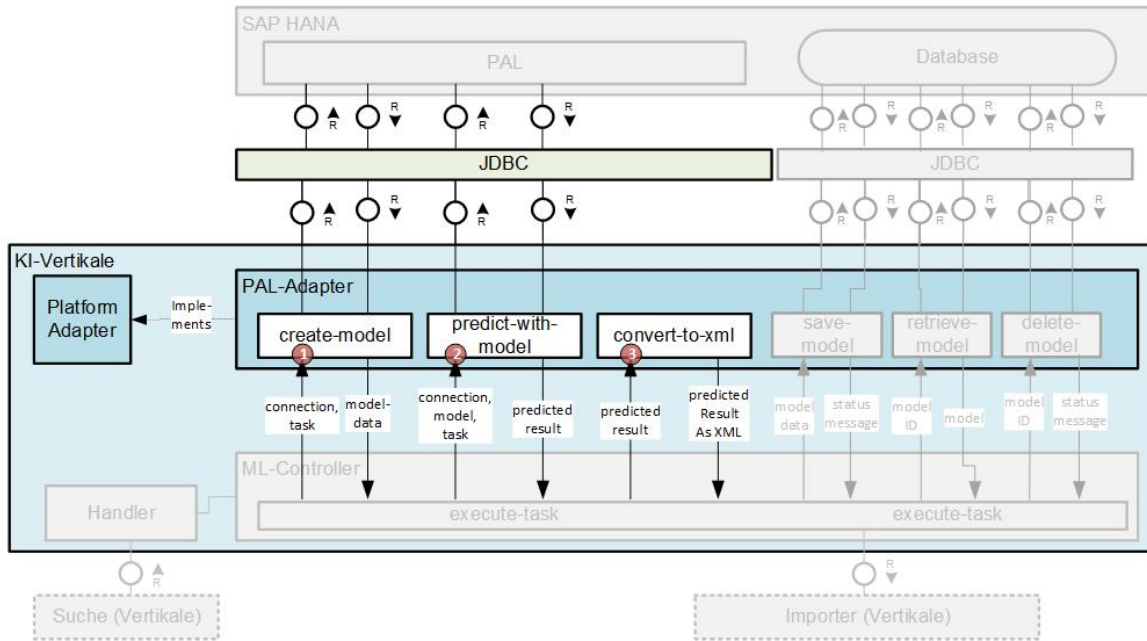 SAP HANA
PAL
Database
R R R R R R R R R R
JDBC
JDBC
R R R R R R R R R R
KI-Vertikale
Platform
Adapter
Imple-
ments
PAL-Adapter
create-model
predict-with-
model
convert-to-xml
save-
model
retrieve-
model
delete-
model
1
2
3
connection,
task
model-
data
connection,
model,
task
predicted
result
predicted
result
predicted
Result
As XML
model
data
status
message
model
ID
model
model
ID
status
message
ML-Controller
Handler
execute-task
execute-task
R
R
Suche (Vertikale)
Importer (Vertikale)